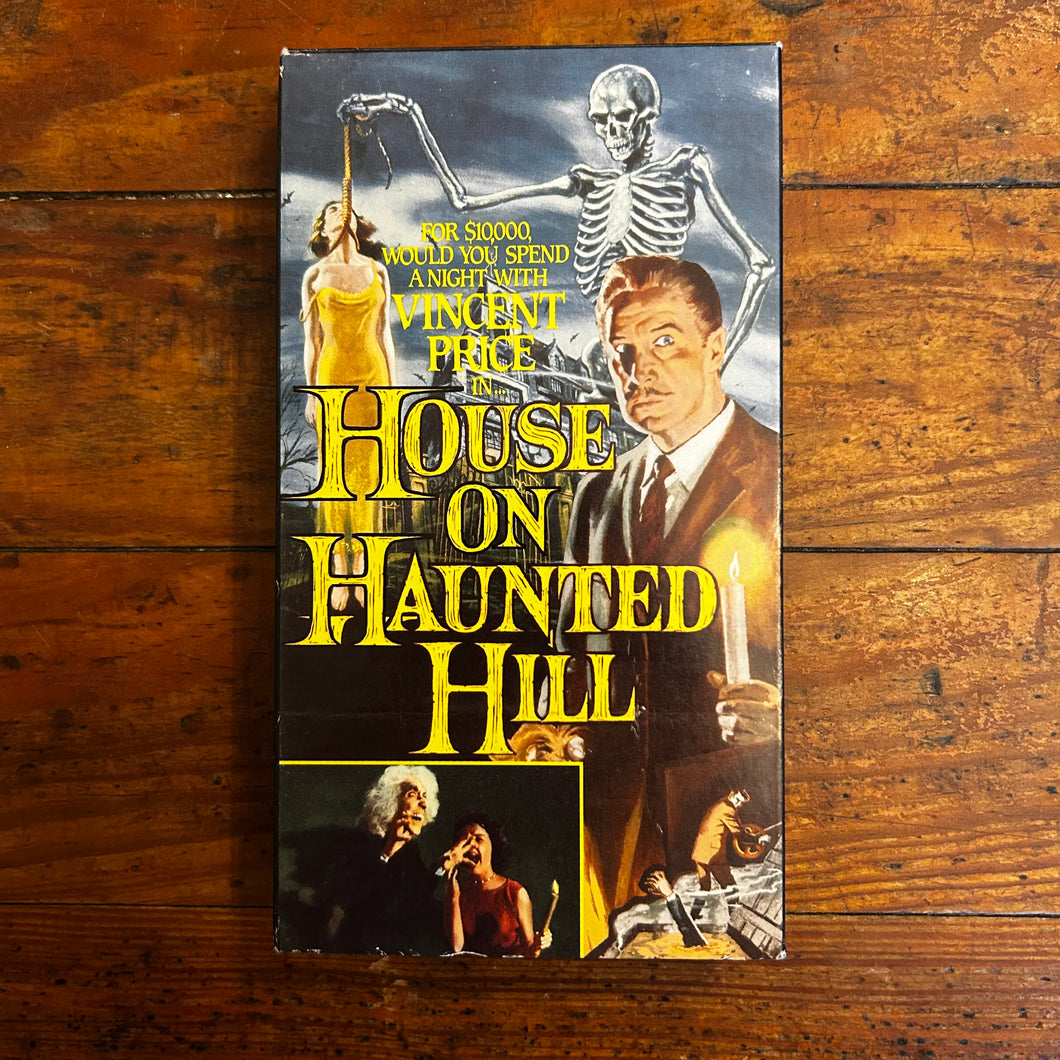 FOR $10,000,
WOULD YOU SPEND
A NIGHT WITH
VINCENT
PRICE
IN...
HOUSE
ON
HAUNTED
HILL